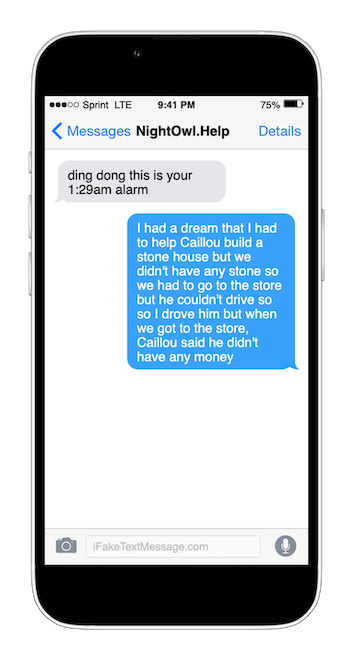 Sprint LTE 9:41 PM 75%
Messages NightOwl.Help Details
ding dong this is your
1:29am alarm
I had a dream that I had
to help Caillou build a
stone house but we
didn't have any stone so
we had to go to the store
but he couldn't drive so
so I drove him but when
we got to the store,
Caillou said he didn't
have any money
iFakeTextMessage.com